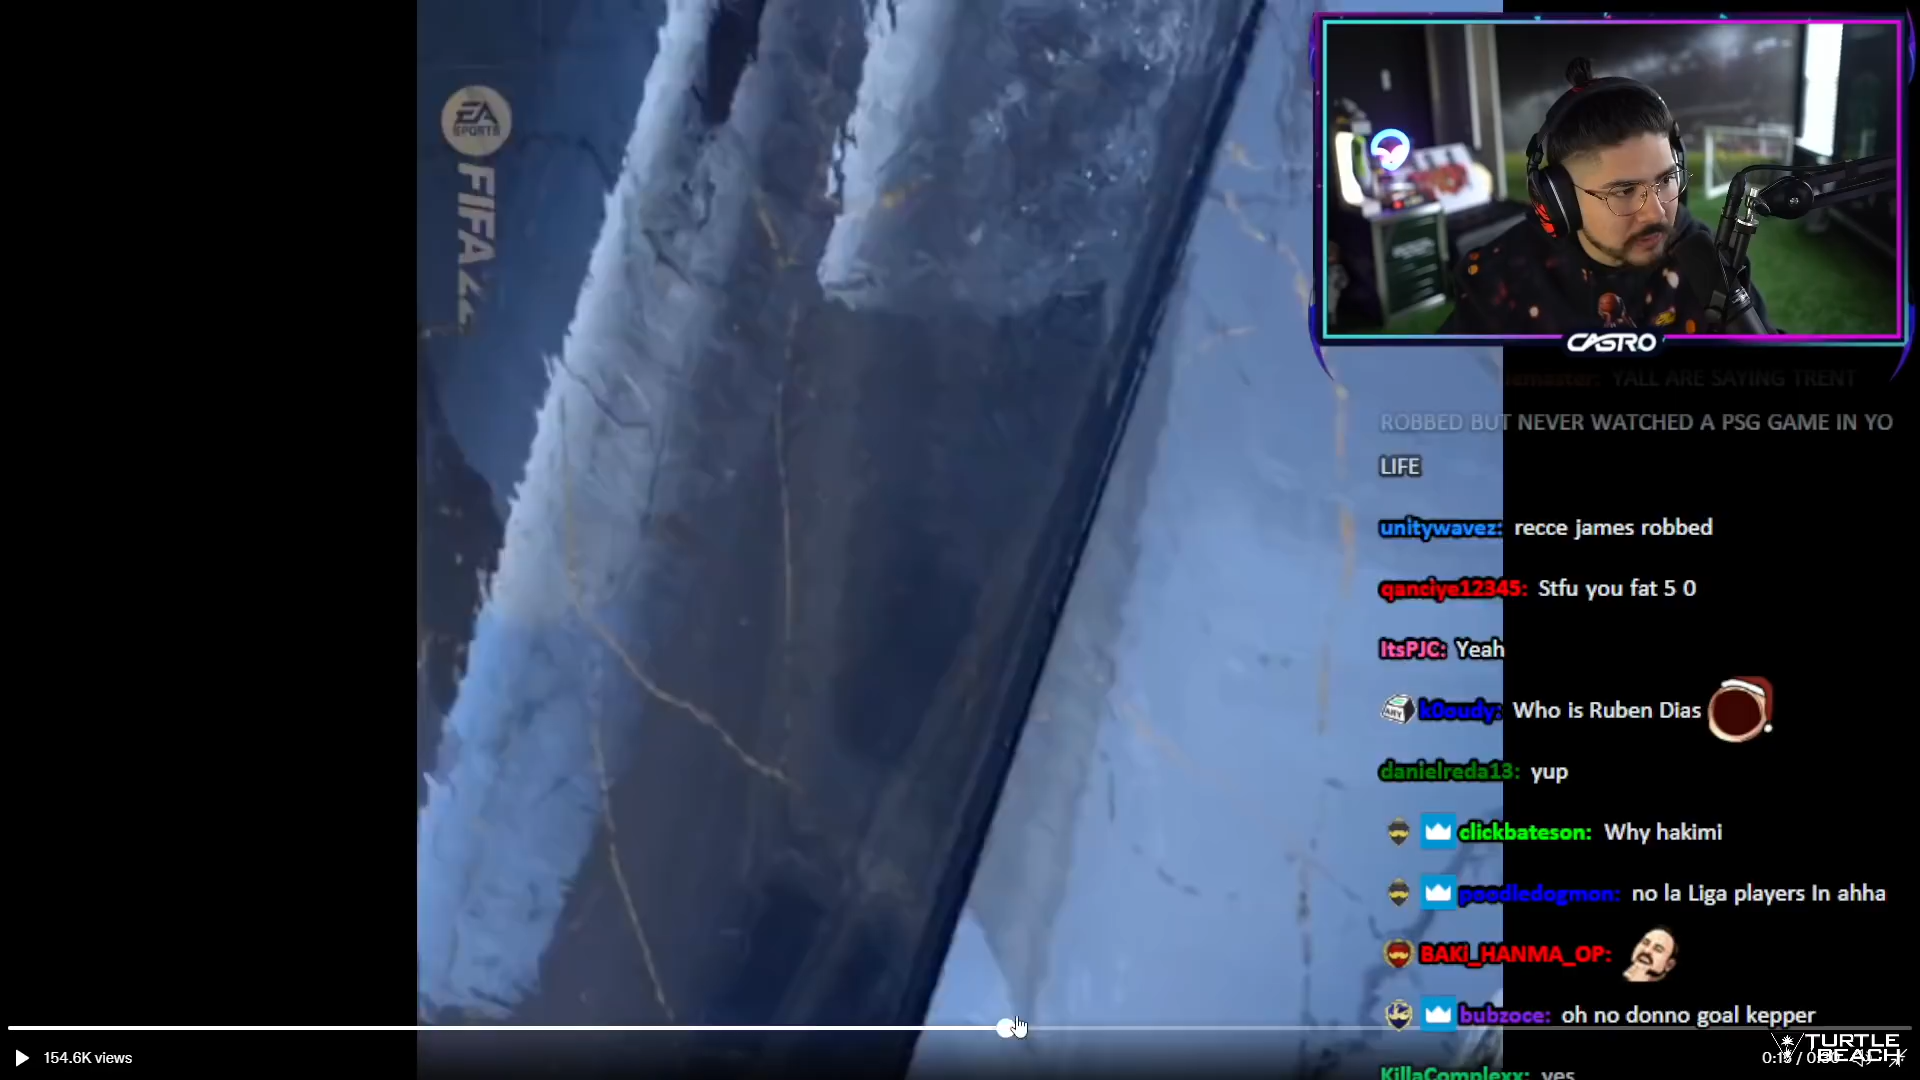 EA
SPORTS
FIFA 22
CASTRO
YALL ARE SAYING TRENT
ROBBED BUT NEVER WATCHED A PSG GAME IN YO
LIFE
unitywavez: recce james robbed
qanciye12345: Stfu you fat 5 0
ItsPJC: Yeah
ANY k0oudy: Who is Ruben Dias
danielreda13: yup
clickbateson: Why hakimi
poodledogmon: no la Liga players In ahha
BAKi_HANMA_OP:
bubzoce: oh no donno goal kepper
KillaComplexx: yes
154.6K views
TURTLE
BEACH